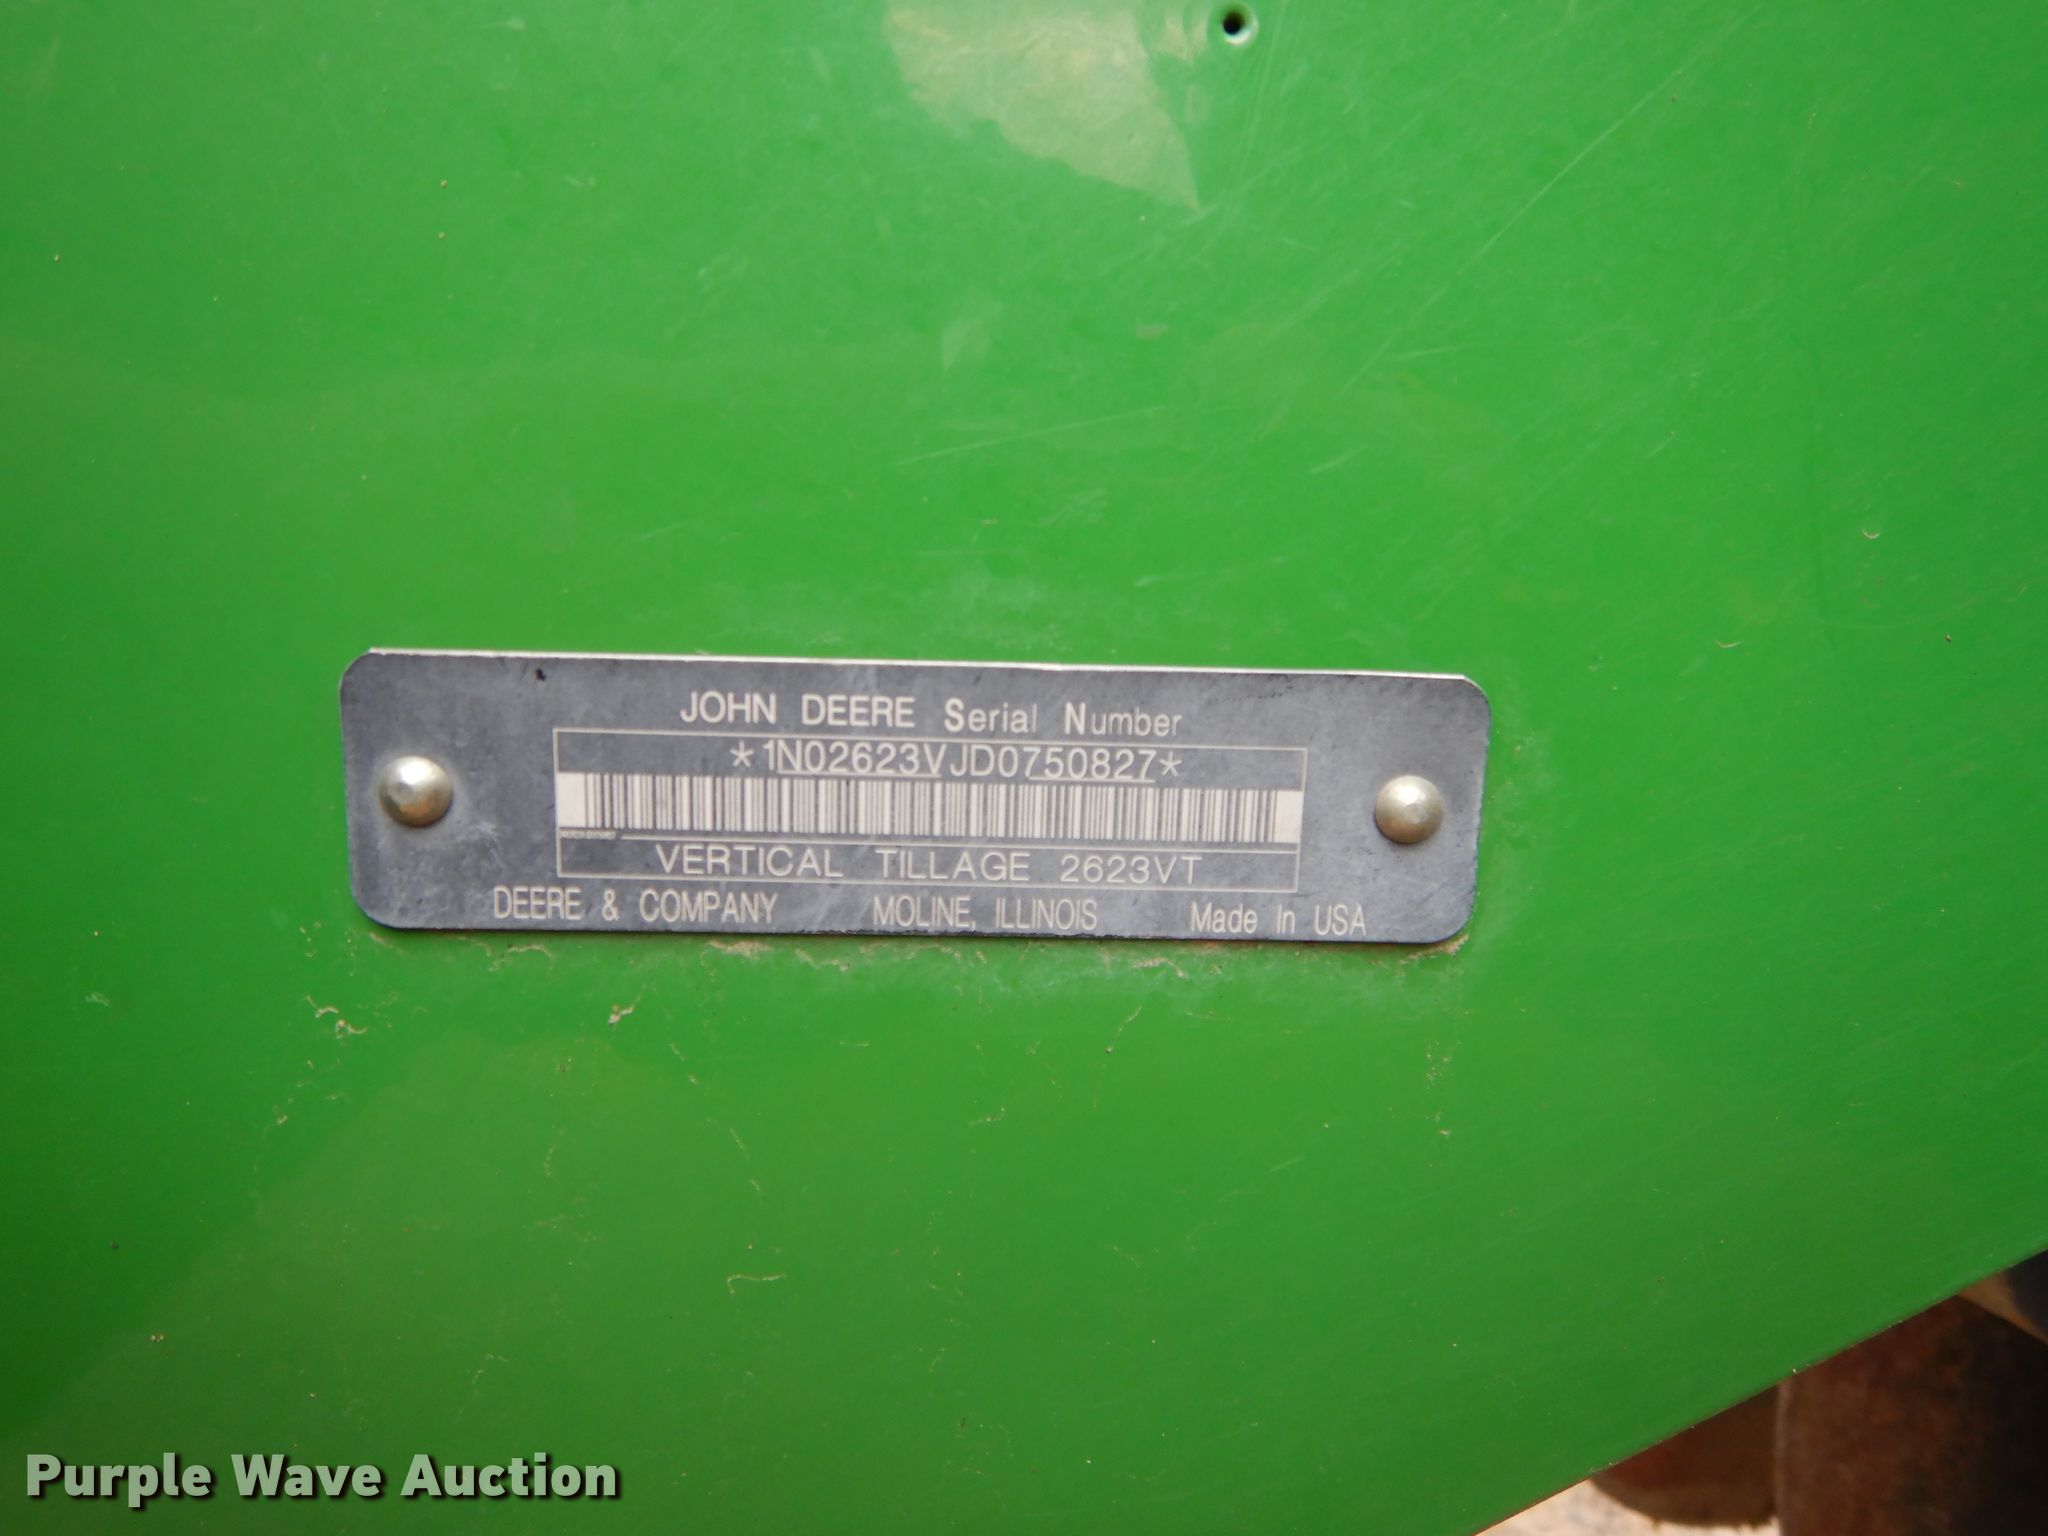 JOHN DEERE Serial Number
*1N02623VJD0750827*
VERTICAL TILLAGE 2623VT
DEERE & COMPANY MOLINE, ILLINOIS Made In USA
Purple Wave Auction